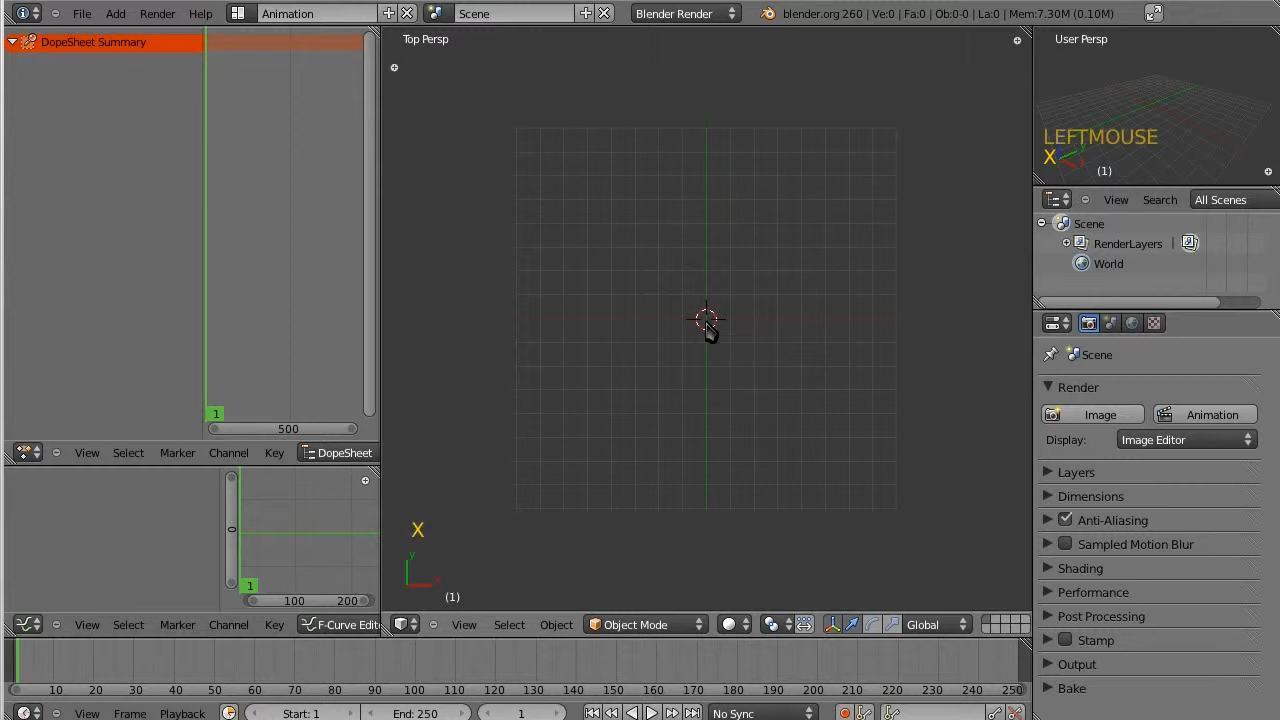 File Add Render Help Animation Scene Blender Render blender.org 260 | Ve:0 | Fa:0 | Ob:0-0 | La:0 | Mem:7.30M (0.10M)
DopeSheet Summary
1
500
View Select Marker Channel Key DopeSheet
0
1
100 200
View Select Marker Channel Key F-Curve Edit
Top Persp
X
y
x
(1)
View Select Object Object Mode Global
User Persp
LEFTMOUSE
X
y
x
(1)
View Search All Scenes
Scene
RenderLayers |
World
Scene
Render
Image Animation
Display: Image Editor
Layers
Dimensions
Anti-Aliasing
Sampled Motion Blur
Shading
Performance
Post Processing
Stamp
Output
Bake
10 20 30 40 50 60 70 80 90 100 110 120 130 140 150 160 170 180 190 200 210 220 230 240 250
View Frame Playback Start: 1 End: 250 1 No Sync